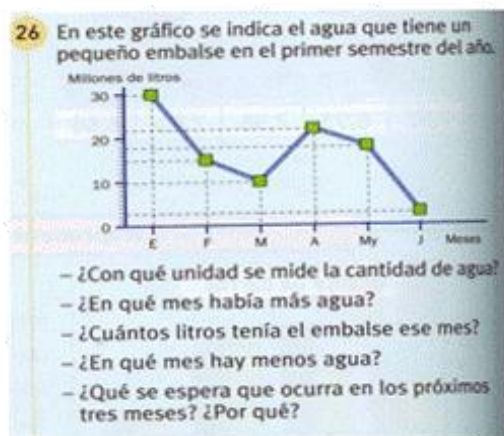 26 En este gráfico se indica el agua que tiene un
pequeño embalse en el primer semestre del año.
Millones de litros
30
20
10
0
E F M A My J Meses
– ¿Con qué unidad se mide la cantidad de agua?
– ¿En qué mes había más agua?
– ¿Cuántos litros tenía el embalse ese mes?
– ¿En qué mes hay menos agua?
– ¿Qué se espera que ocurra en los próximos
tres meses? ¿Por qué?